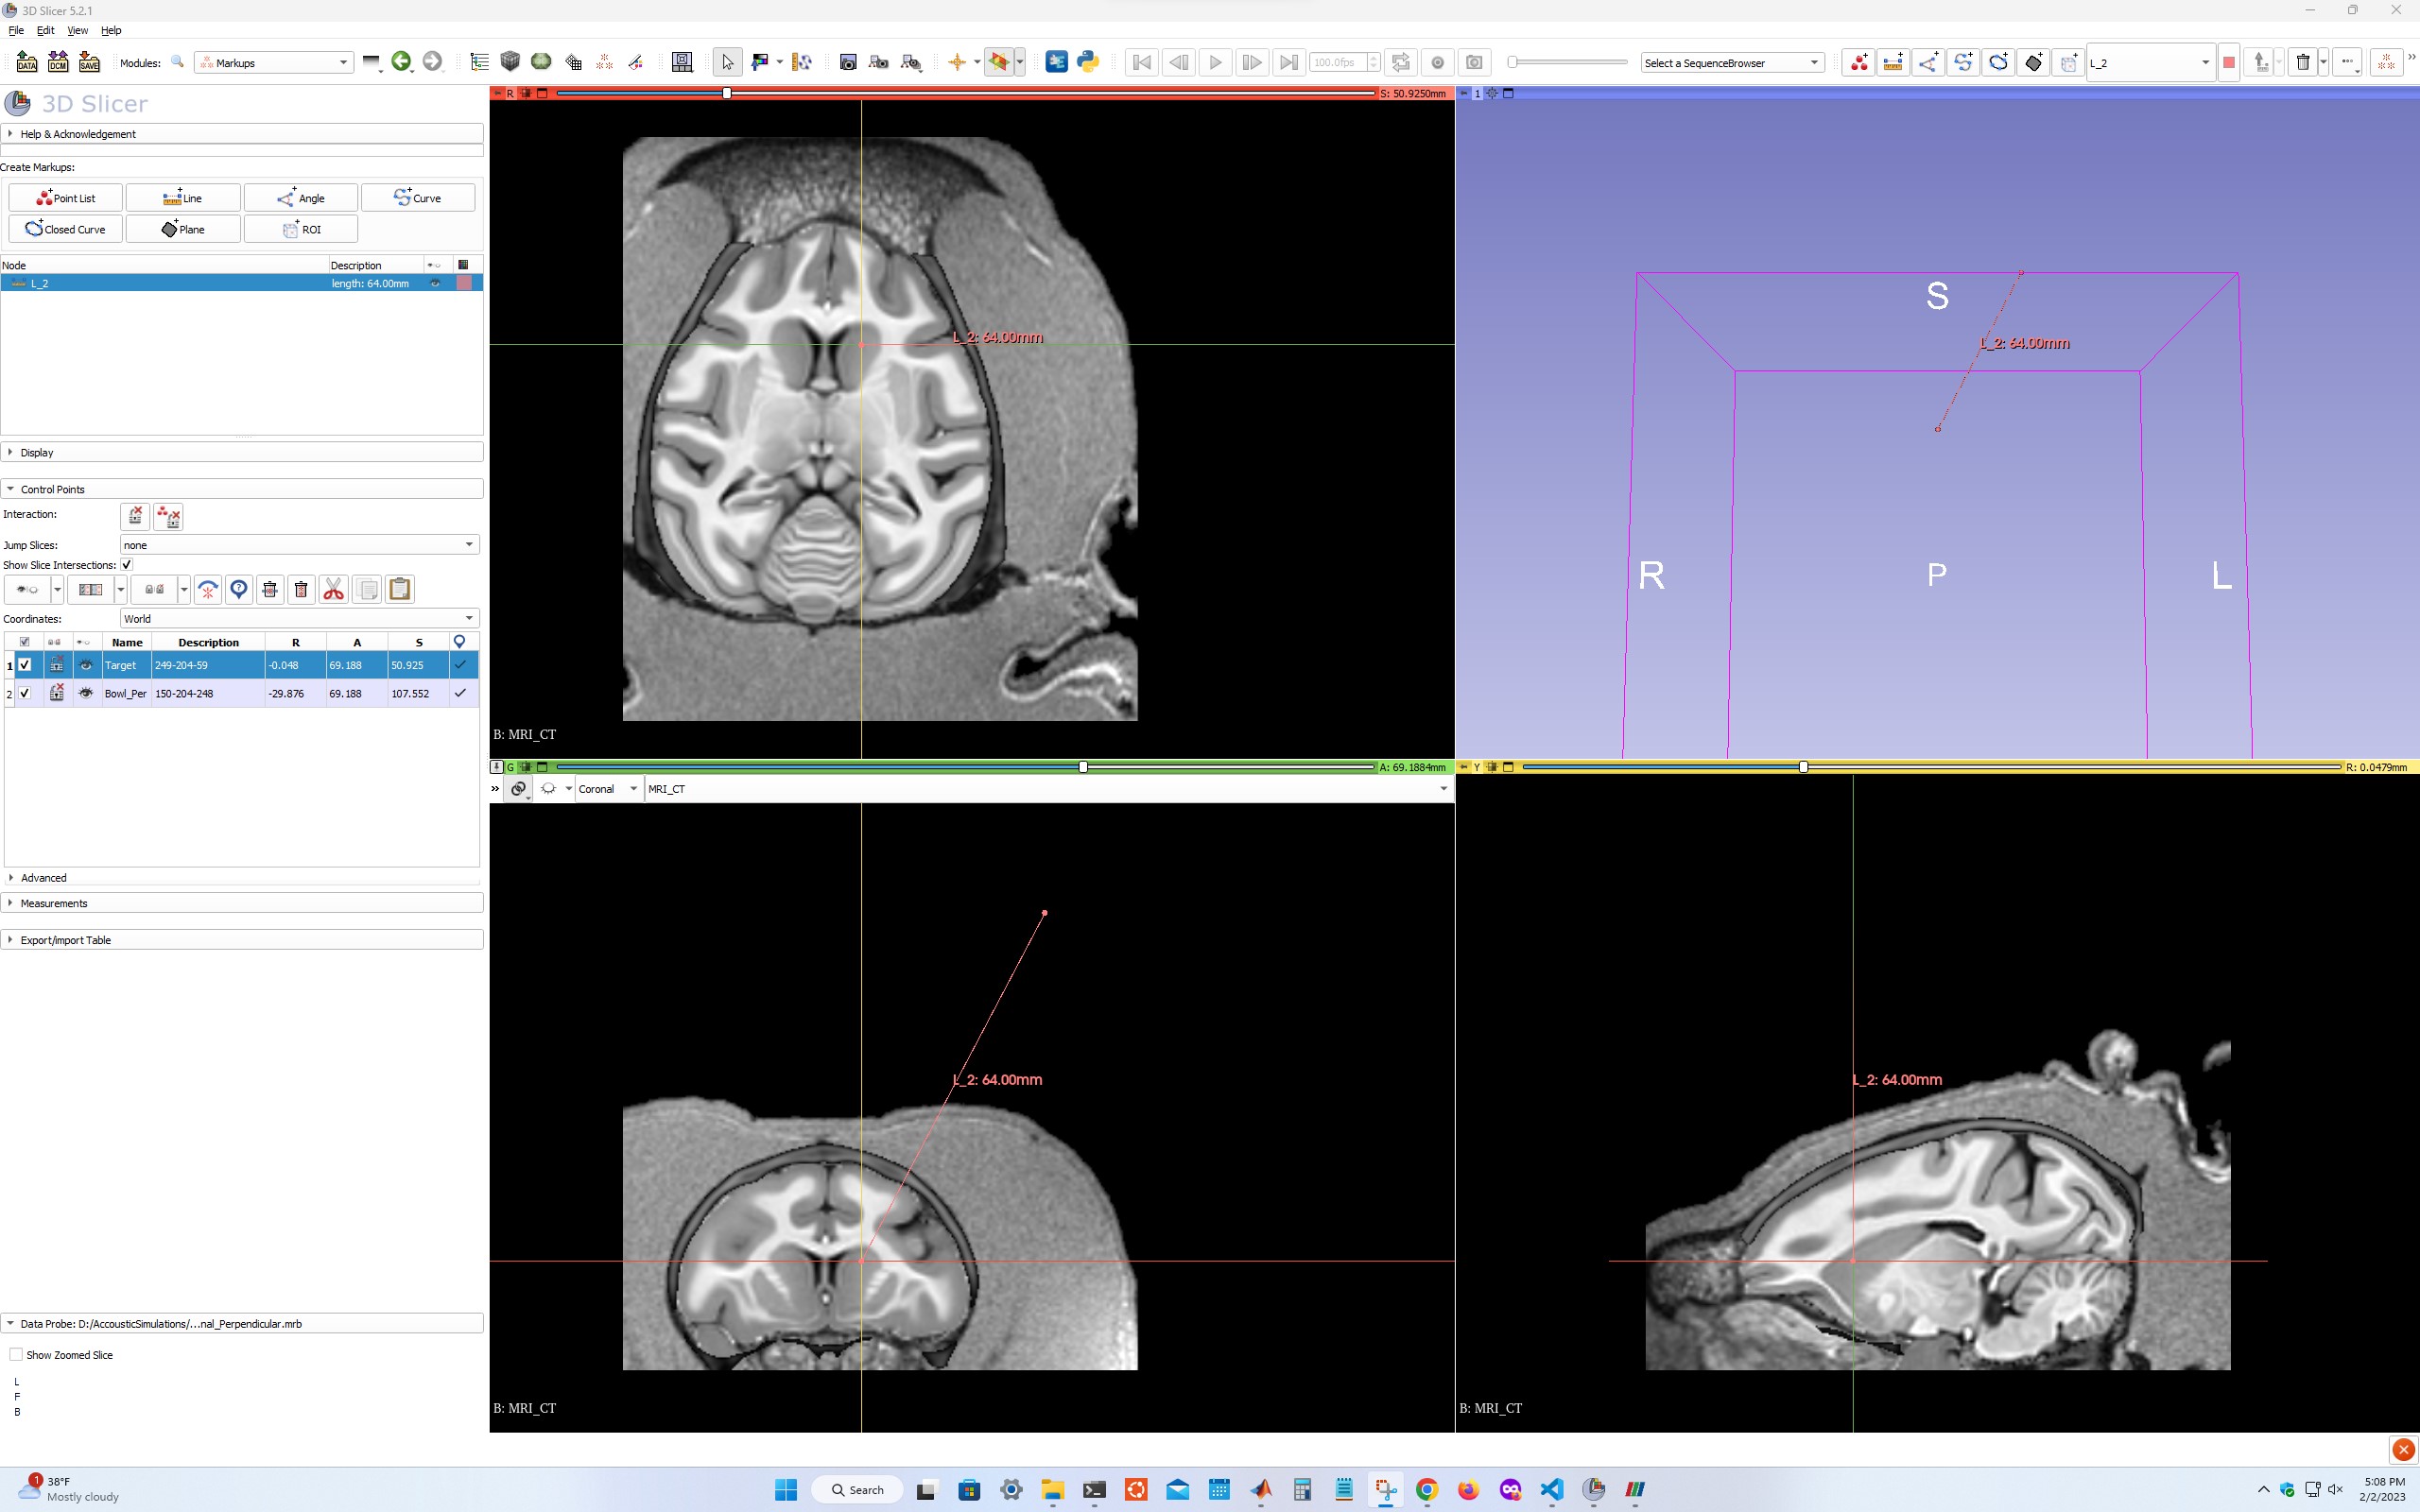 3D Slicer 5.2.1
File Edit View Help
DATA DCM SAVE Modules: Markups 100.0fps Select a SequenceBrowser L_2
3D Slicer
Help & Acknowledgement
Create Markups:
Point List Line Angle Curve
Closed Curve Plane ROI
Node Description
L_2 length: 64.00mm
Display
Control Points
Interaction:
Jump Slices: none
Show Slice Intersections:
Coordinates: World
Name Description R A S
1 Target 249-204-59 -0.048 69.188 50.925
2 Bowl_Per 150-204-248 -29.876 69.188 107.552
Advanced
Measurements
Export/import Table
Data Probe: D:/AccousticSimulations/...nal_Perpendicular.mrb
Show Zoomed Slice
L
F
B
R S: 50.9250mm
L_2: 64.00mm
B: MRI_CT
1
S
L_2: 64.00mm
R P L
G A: 69.1884mm
Coronal MRI_CT
L_2: 64.00mm
B: MRI_CT
Y R: 0.0479mm
L_2: 64.00mm
B: MRI_CT
1 38°F
Mostly cloudy
Search
5:08 PM
2/2/2023